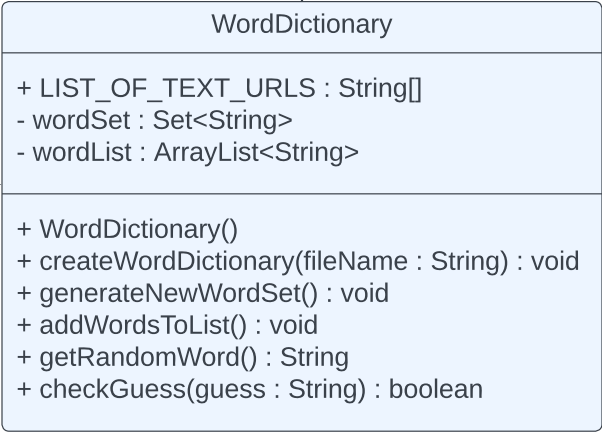 WordDictionary
+ LIST_OF_TEXT_URLS : String[]
- wordSet : Set<String>
- wordList : ArrayList<String>
+ WordDictionary()
+ createWordDictionary(fileName : String) : void
+ generateNewWordSet() : void
+ addWordsToList() : void
+ getRandomWord() : String
+ checkGuess(guess : String) : boolean